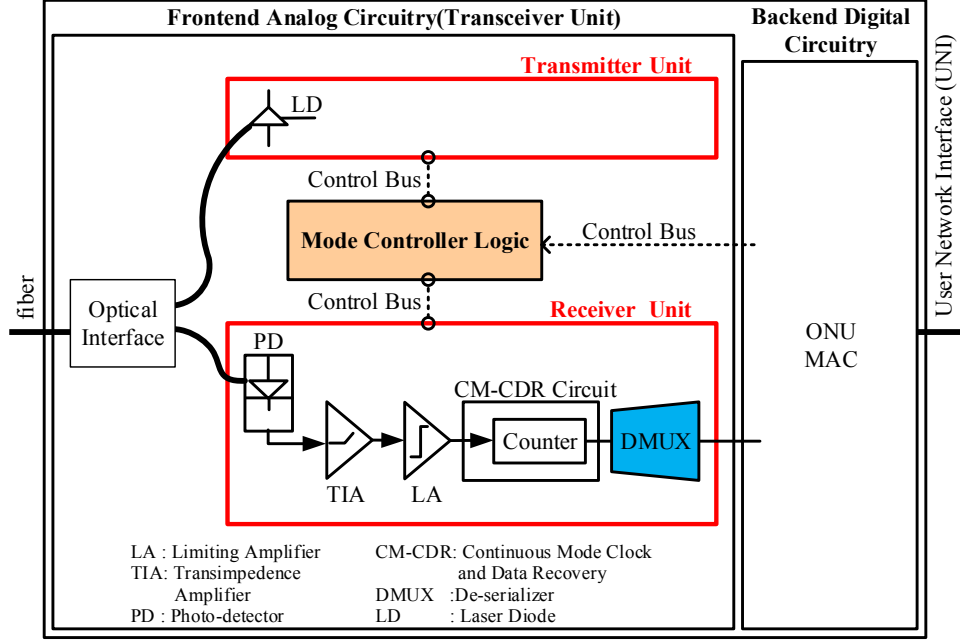 Frontend Analog Circuitry(Transceiver Unit)
Backend Digital
Circuitry
Transmitter Unit
LD
Control Bus
Mode Controller Logic
Control Bus
Control Bus
fiber
Optical
Interface
Receiver Unit
PD
CM-CDR Circuit
Counter
DMUX
TIA
LA
ONU
MAC
User Network Interface (UNI)
LA : Limiting Amplifier
TIA: Transimpedence
Amplifier
PD : Photo-detector
CM-CDR: Continuous Mode Clock
and Data Recovery
DMUX :De-serializer
LD : Laser Diode